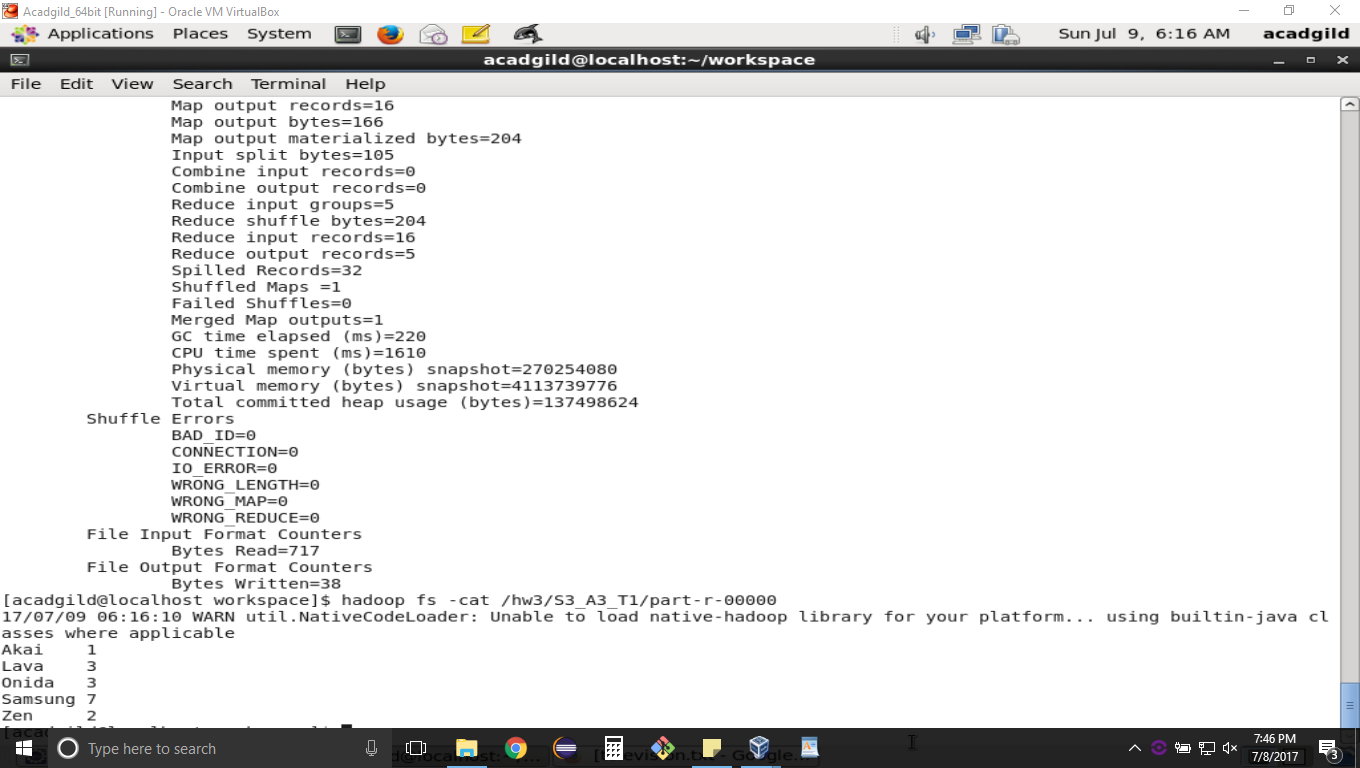 Acadgild_64bit [Running] - Oracle VM VirtualBox
Applications Places System Sun Jul 9, 6:16 AM acadgild
acadgild@localhost:~/workspace
File Edit View Search Terminal Help
Map output records=16
Map output bytes=166
Map output materialized bytes=204
Input split bytes=105
Combine input records=0
Combine output records=0
Reduce input groups=5
Reduce shuffle bytes=204
Reduce input records=16
Reduce output records=5
Spilled Records=32
Shuffled Maps =1
Failed Shuffles=0
Merged Map outputs=1
GC time elapsed (ms)=220
CPU time spent (ms)=1610
Physical memory (bytes) snapshot=270254080
Virtual memory (bytes) snapshot=4113739776
Total committed heap usage (bytes)=137498624
Shuffle Errors
BAD_ID=0
CONNECTION=0
IO_ERROR=0
WRONG_LENGTH=0
WRONG_MAP=0
WRONG_REDUCE=0
File Input Format Counters
Bytes Read=717
File Output Format Counters
Bytes Written=38
[acadgild@localhost workspace]$ hadoop fs -cat /hw3/S3_A3_T1/part-r-00000
17/07/09 06:16:10 WARN util.NativeCodeLoader: Unable to load native-hadoop library for your platform... using builtin-java cl
asses where applicable
Akai 1
Lava 3
Onida 3
Samsung 7
Zen 2
Type here to search
7:46 PM
7/8/2017
3